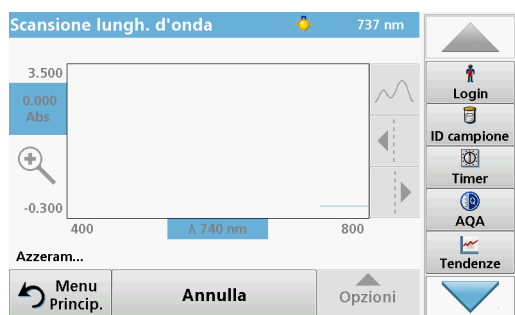 Scansione lungh. d'onda 737 nm
3.500
0.000
Abs
-0.300
400 λ 740 nm 800
Azzeram...
Menu
Princip.
Annulla
Opzioni
Login
ID campione
Timer
AQA
Tendenze